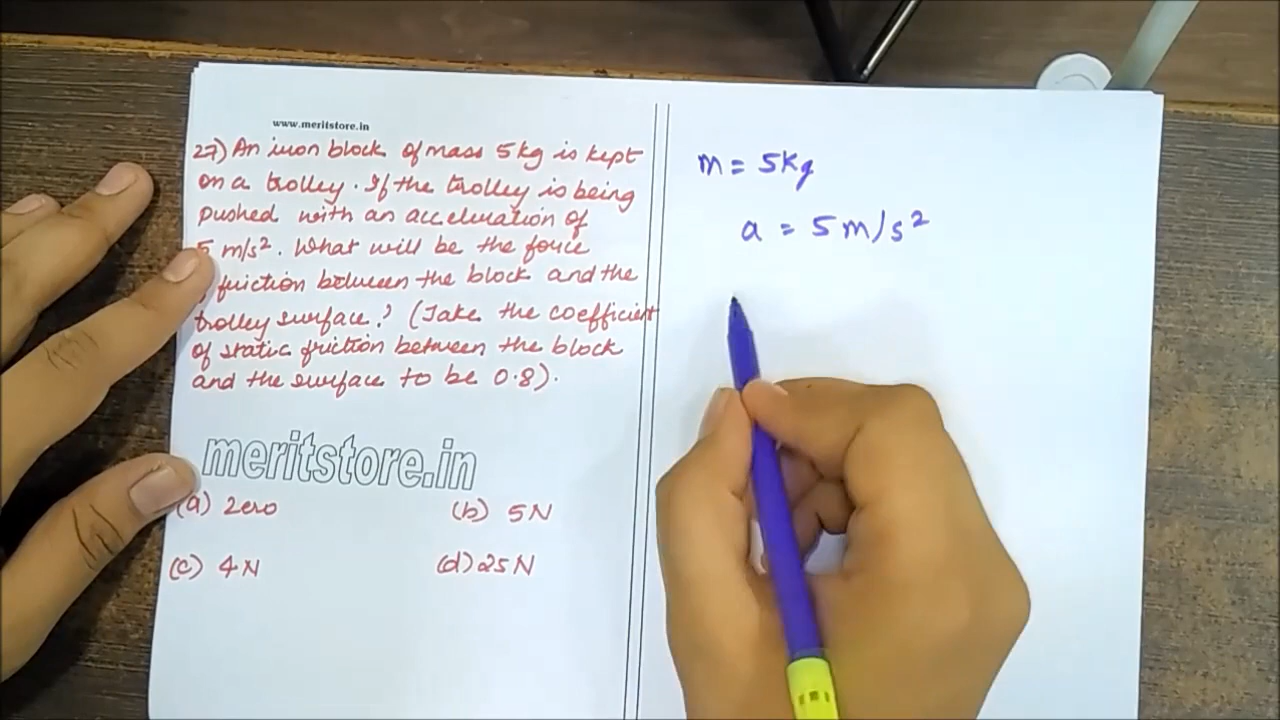 www.meritstore.in
27) An iron block of mass 5kg is kept
on a trolley. If the trolley is being
pushed with an acceleration of
5 m/s². What will be the force
friction between the block and the
trolley surface? (Take the coefficient
of static friction between the block
and the surface to be 0.8).
meritstore.in
(a) Zero (b) 5N
(c) 4N (d) 25N
m = 5kg
a = 5m/s²